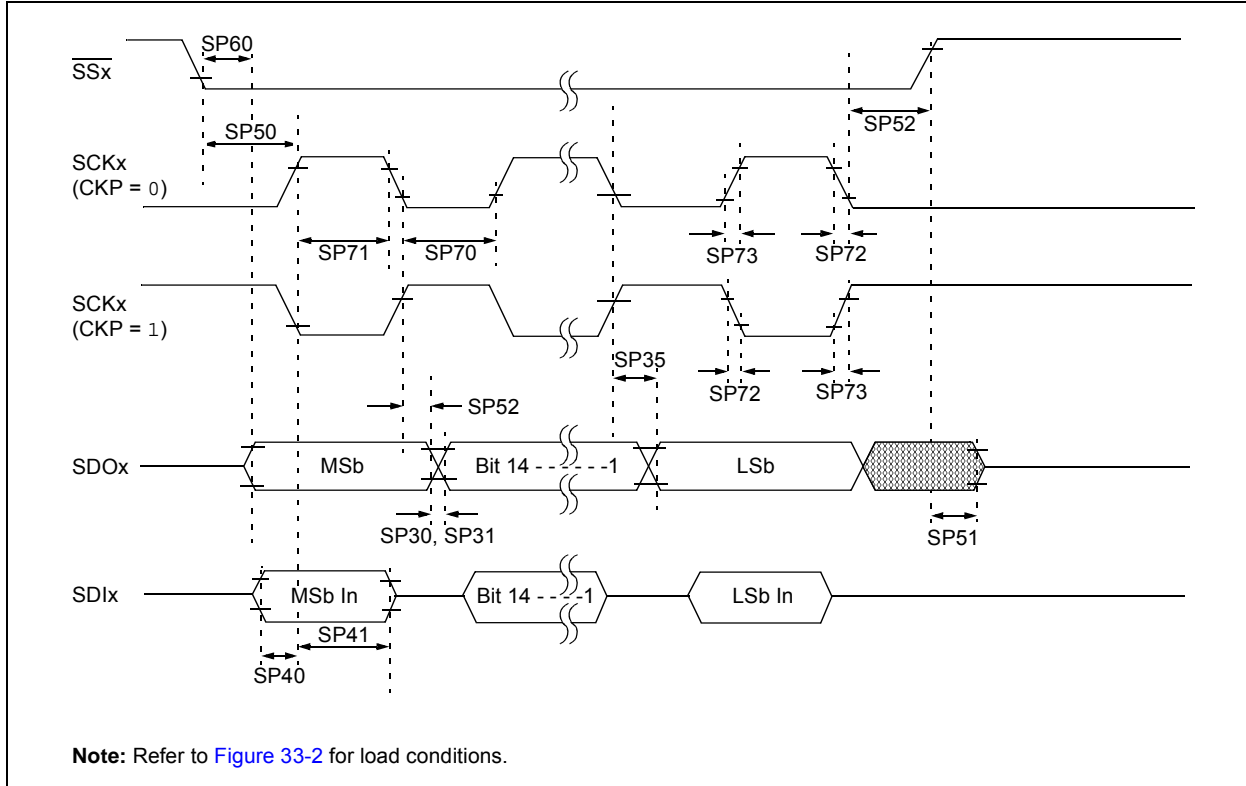 SP60
SSx
SP50
SP52
SCKx
(CKP = 0)
SP71
SP70
SP73
SP72
SCKx
(CKP = 1)
SP35
SP72
SP73
SP52
SDOx
MSb
Bit 14 - - - - - -1
LSb
SP30, SP31
SP51
SDIx
MSb In
Bit 14 - - - -1
LSb In
SP41
SP40
Note: Refer to Figure 33-2 for load conditions.